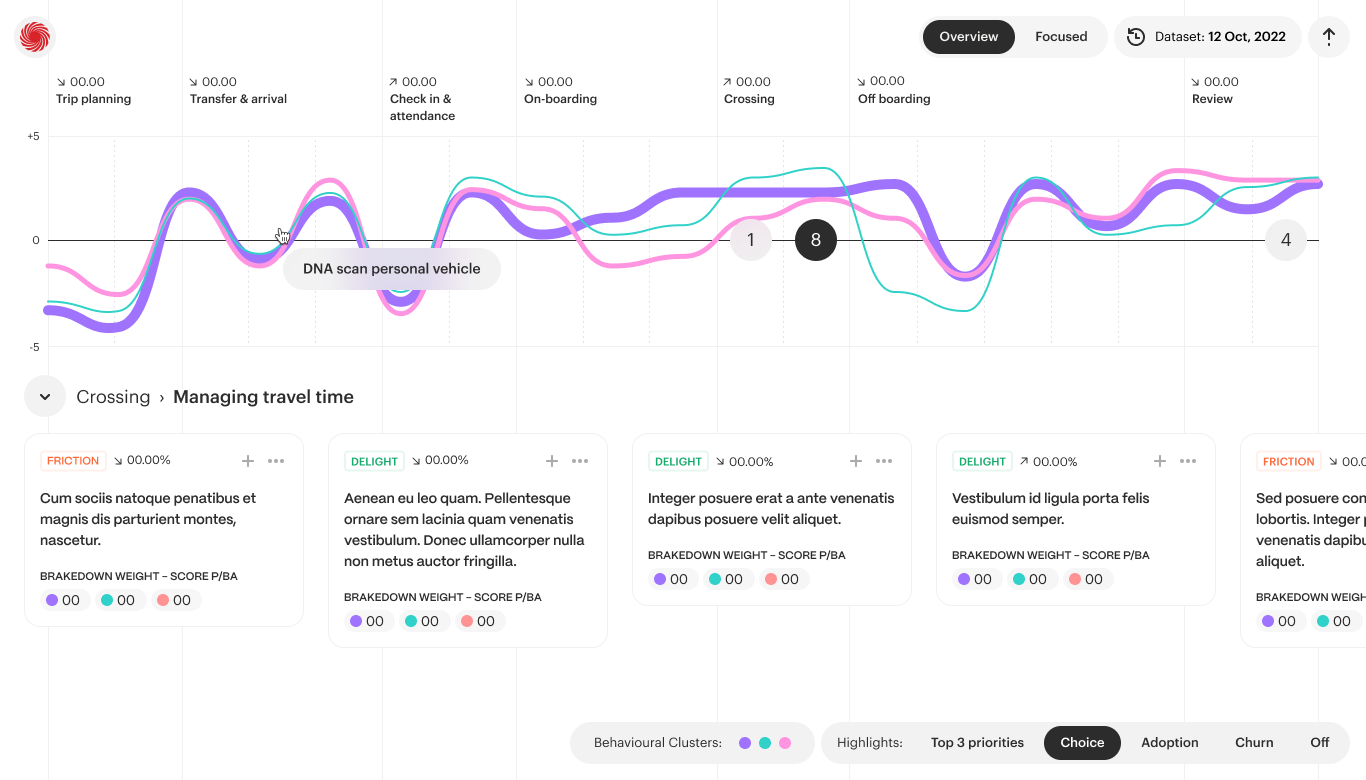 Overview
Focused
Dataset: 12 Oct, 2022
↘ 00.00
Trip planning
↘ 00.00
Transfer & arrival
↗ 00.00
Check in &
attendance
↘ 00.00
On-boarding
↗ 00.00
Crossing
↘ 00.00
Off boarding
↘ 00.00
Review
+5
0
-5
DNA scan personal vehicle
1
8
4
Crossing › Managing travel time
FRICTION ↘ 00.00%
Cum sociis natoque penatibus et
magnis dis parturient montes,
nascetur.
BRAKEDOWN WEIGHT – SCORE P/BA
00 00 00
DELIGHT ↘ 00.00%
Aenean eu leo quam. Pellentesque
ornare sem lacinia quam venenatis
vestibulum. Donec ullamcorper nulla
non metus auctor fringilla.
BRAKEDOWN WEIGHT – SCORE P/BA
00 00 00
DELIGHT ↘ 00.00%
Integer posuere erat a ante venenatis
dapibus posuere velit aliquet.
BRAKEDOWN WEIGHT – SCORE P/BA
00 00 00
DELIGHT ↗ 00.00%
Vestibulum id ligula porta felis
euismod semper.
BRAKEDOWN WEIGHT – SCORE P/BA
00 00 00
FRICTION ↘ 00.0
Sed posuere con
lobortis. Integer
venenatis dapibu
aliquet.
BRAKEDOWN WEIGH
00 00
Behavioural Clusters:
Highlights: Top 3 priorities Choice Adoption Churn Off